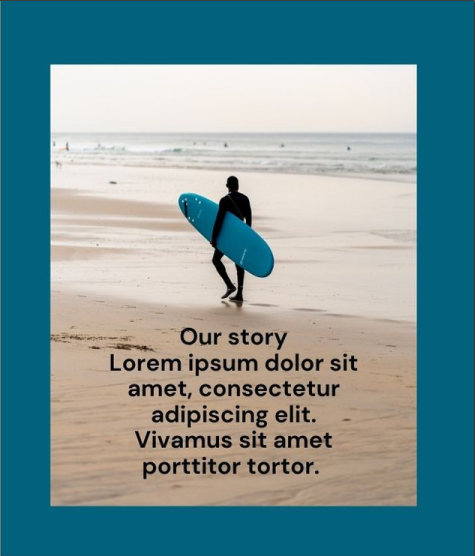 Our story
Lorem ipsum dolor sit
amet, consectetur
adipiscing elit.
Vivamus sit amet
porttitor tortor.